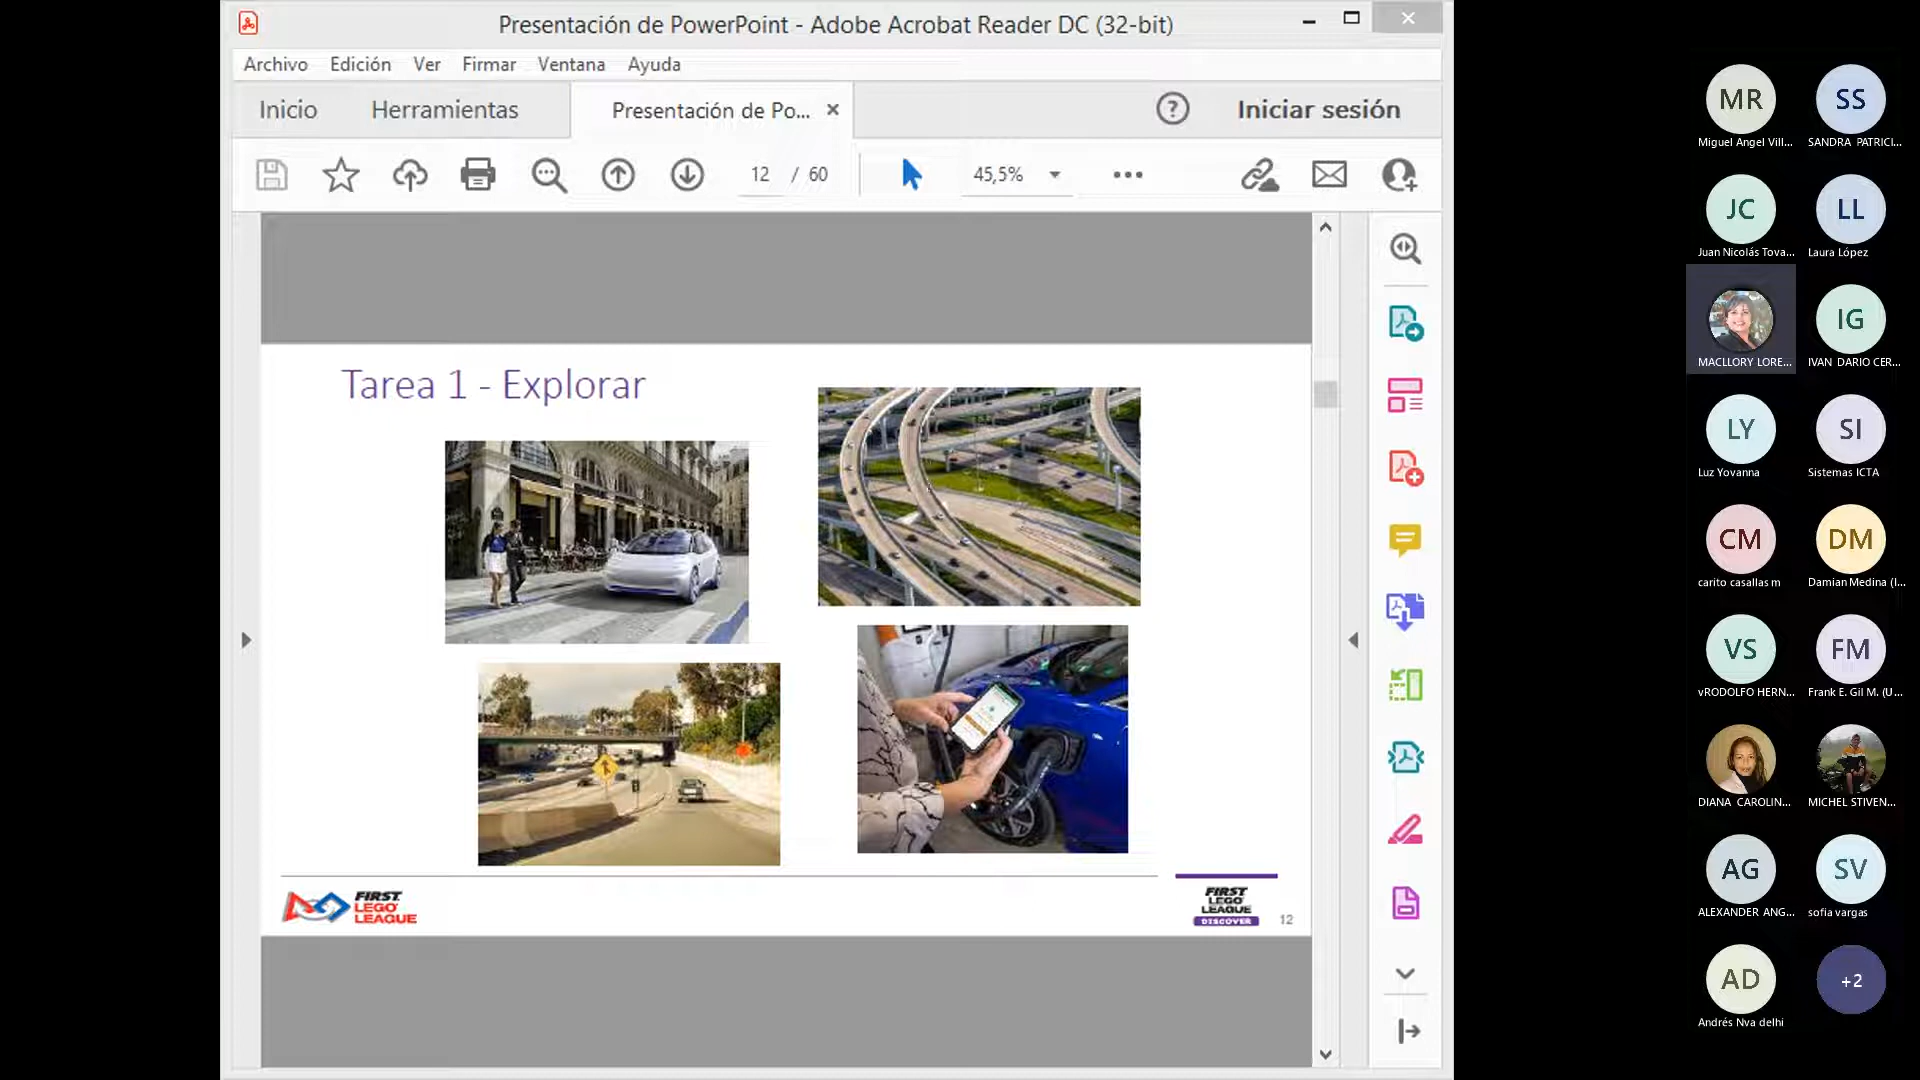 Presentación de PowerPoint - Adobe Acrobat Reader DC (32-bit)
Archivo Edición Ver Firmar Ventana Ayuda
Inicio Herramientas Presentación de Po... Iniciar sesión
12 / 60 45,5%
Tarea 1 - Explorar
FIRST
LEGO
LEAGUE
FIRST
LEGO
LEAGUE
DISCOVER
12
MR SS
Miguel Angel Vill... SANDRA PATRICI...
JC LL
Juan Nicolás Tova... Laura López
IG
MACLLORY LORE... IVAN DARIO CER...
LY SI
Luz Yovanna Sistemas ICTA
CM DM
carito casallas m Damian Medina (I...
VS FM
vRODOLFO HERN... Frank E. Gil M. (U...
DIANA CAROLIN... MICHEL STIVEN...
AG SV
ALEXANDER ANG... sofia vargas
AD +2
Andrés Nva delhi